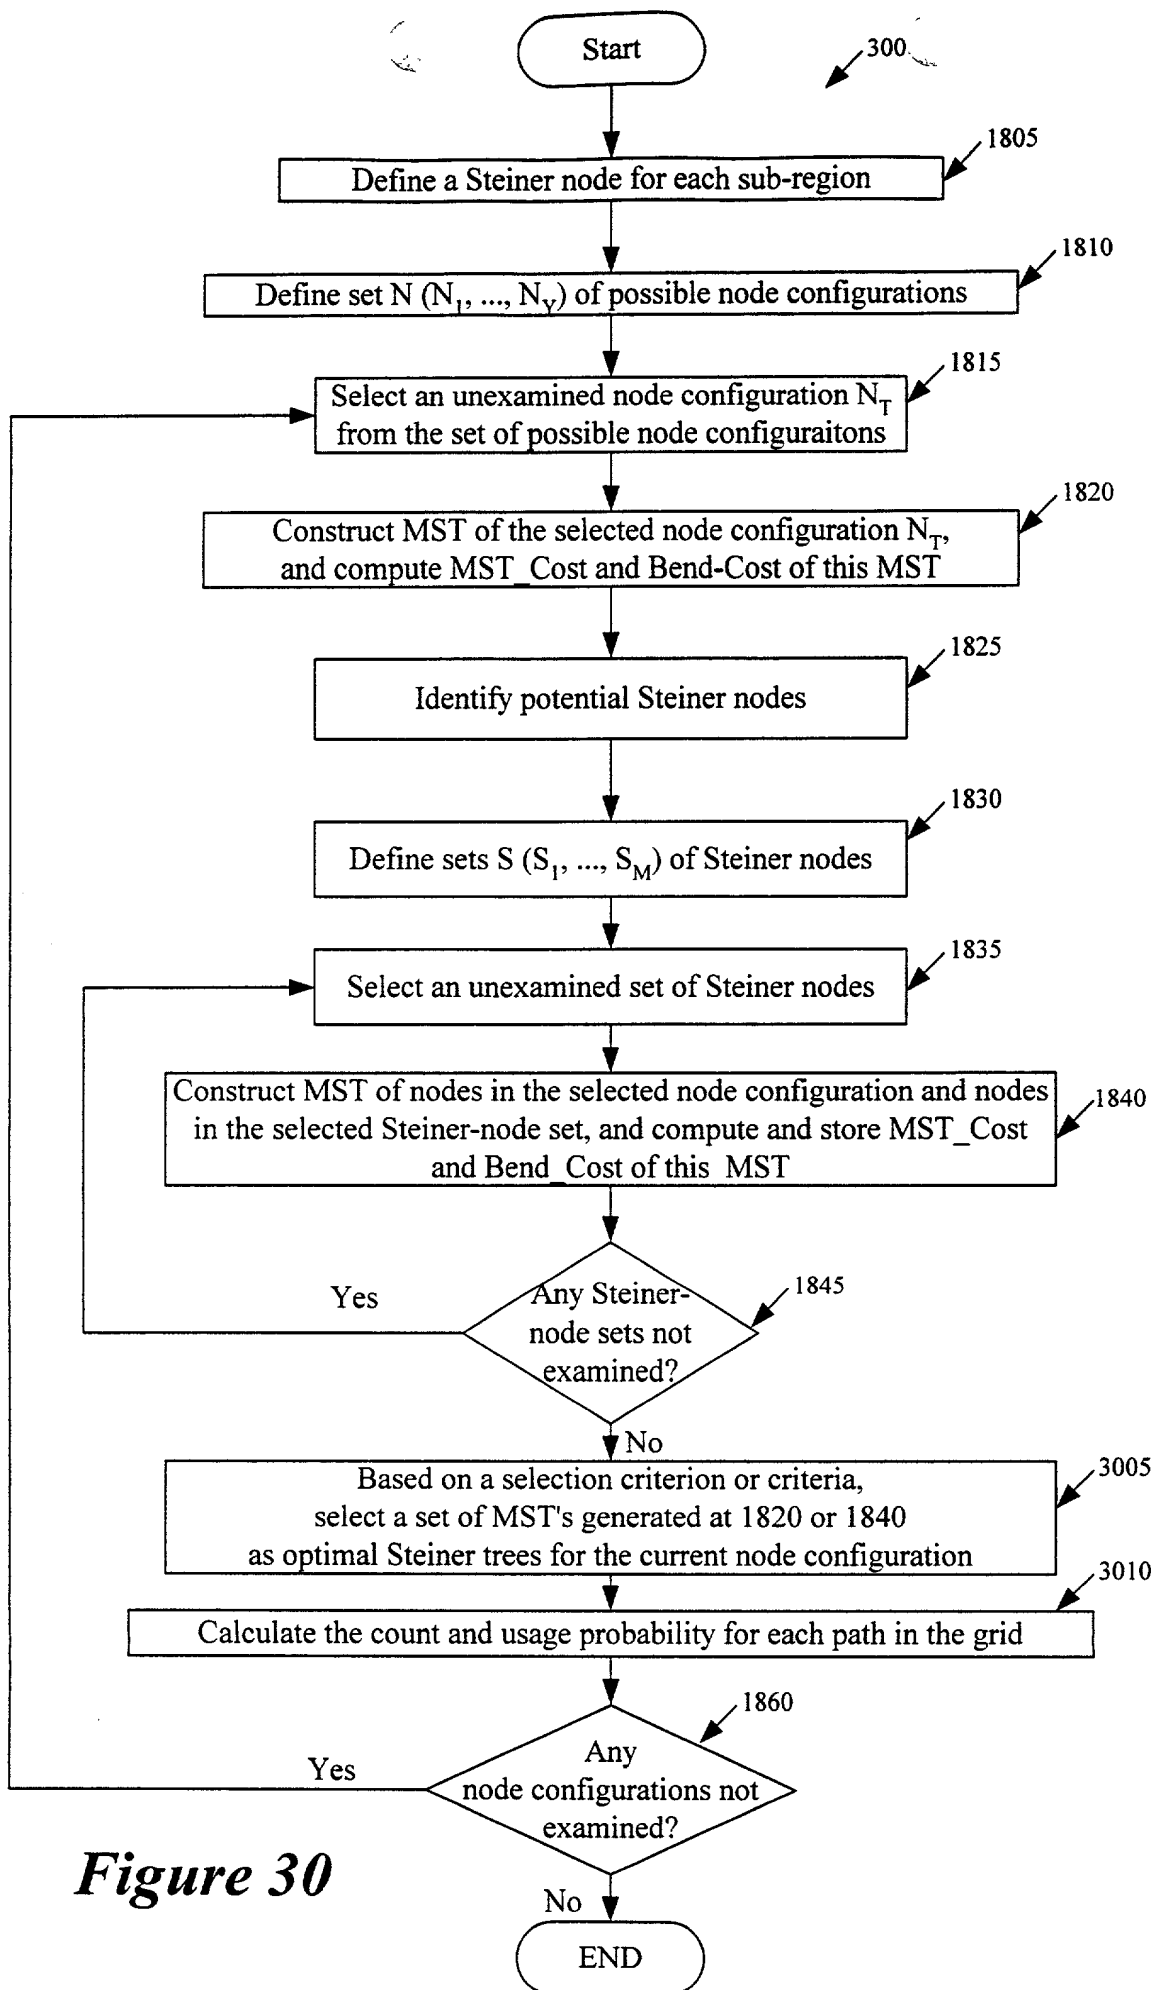 Start
300
1805
Define a Steiner node for each sub-region
1810
Define set N (N1, ..., NY) of possible node configurations
1815
Select an unexamined node configuration NT
from the set of possible node configuraitons
1820
Construct MST of the selected node configuration NT,
and compute MST_Cost and Bend-Cost of this MST
1825
Identify potential Steiner nodes
1830
Define sets S (S1, ..., SM) of Steiner nodes
1835
Select an unexamined set of Steiner nodes
1840
Construct MST of nodes in the selected node configuration and nodes
in the selected Steiner-node set, and compute and store MST_Cost
and Bend_Cost of this MST
1845
Yes
Any Steiner-
node sets not
examined?
No
3005
Based on a selection criterion or criteria,
select a set of MST's generated at 1820 or 1840
as optimal Steiner trees for the current node configuration
3010
Calculate the count and usage probability for each path in the grid
1860
Yes
Any
node configurations not
examined?
Figure 30
No
END